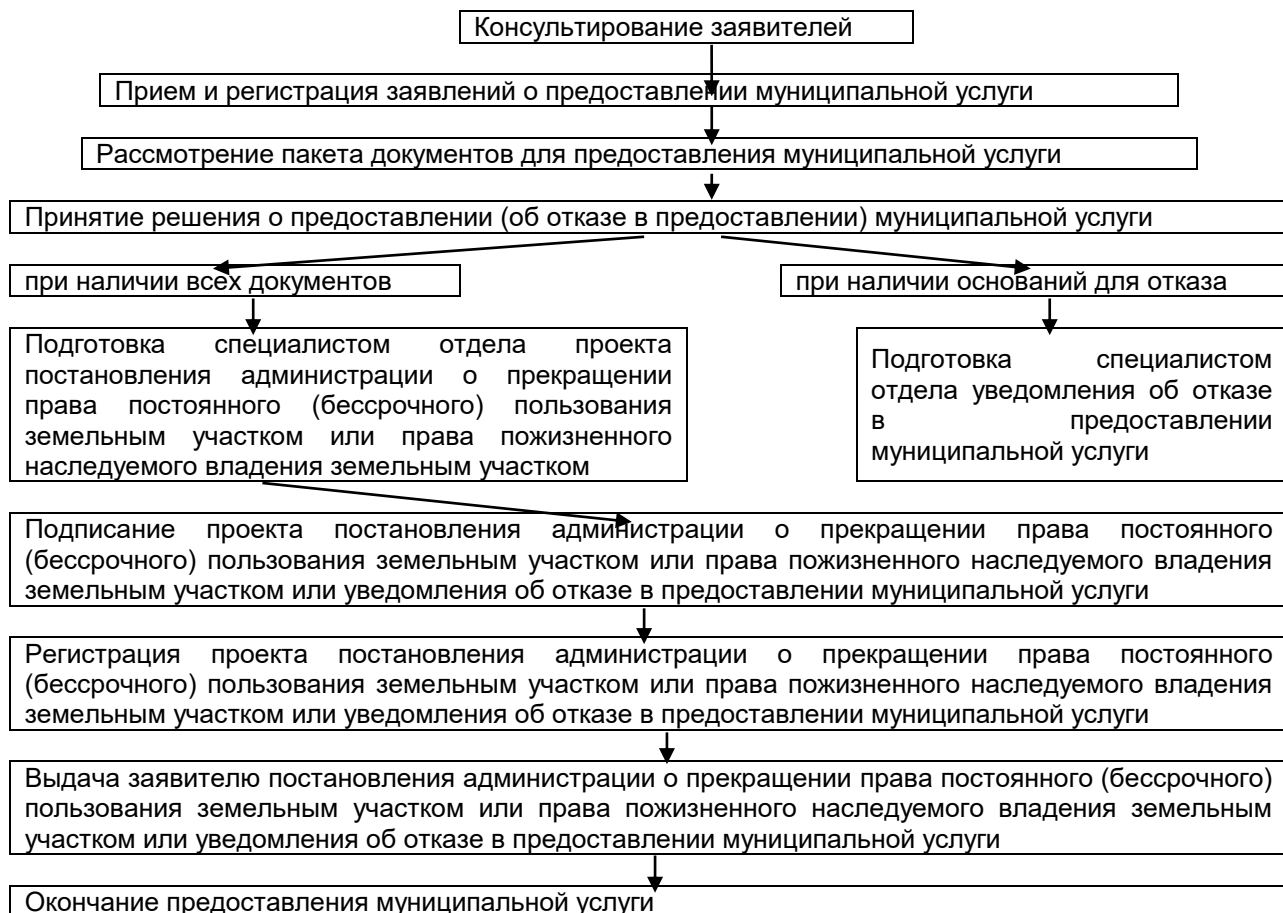 Консультирование заявителей
Прием и регистрация заявлений о предоставлении муниципальной услуги
Рассмотрение пакета документов для предоставления муниципальной услуги
Принятие решения о предоставлении (об отказе в предоставлении) муниципальной услуги
при наличии всех документов
при наличии оснований для отказа
Подготовка специалистом отдела проекта
постановления администрации о прекращении
права постоянного (бессрочного) пользования
земельным участком или права пожизненного
наследуемого владения земельным участком
Подготовка специалистом
отдела уведомления об отказе
в предоставлении
муниципальной услуги
Подписание проекта постановления администрации о прекращении права постоянного
(бессрочного) пользования земельным участком или права пожизненного наследуемого владения
земельным участком или уведомления об отказе в предоставлении муниципальной услуги
Регистрация проекта постановления администрации о прекращении права постоянного
(бессрочного) пользования земельным участком или права пожизненного наследуемого владения
земельным участком или уведомления об отказе в предоставлении муниципальной услуги
Выдача заявителю постановления администрации о прекращении права постоянного (бессрочного)
пользования земельным участком или права пожизненного наследуемого владения земельным
участком или уведомления об отказе в предоставлении муниципальной услуги
Окончание предоставления муниципальной услуги